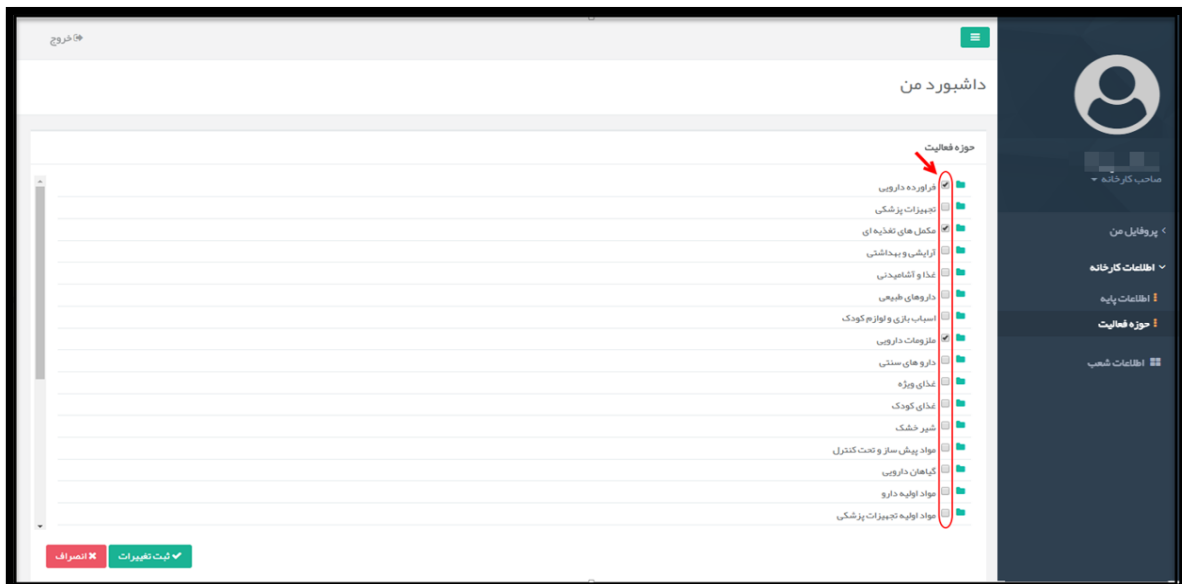 خروج
داشبورد من
حوزه فعالیت
فراورده دارویی
تجهیزات پزشکی
مکمل های تغذیه ای
آرایشی و بهداشتی
غذا و آشامیدنی
داروهای طبیعی
اسباب بازی و لوازم کودک
ملزومات دارویی
دارو های سنتی
غذای ویژه
غذای کودک
شیر خشک
مواد پیش ساز و تحت کنترل
گیاهان دارویی
مواد اولیه دارو
مواد اولیه تجهیزات پزشکی
ثبت تغییرات
انصراف
صاحب کارخانه
پروفایل من
اطلاعات کارخانه
اطلاعات پایه
حوزه فعالیت
اطلاعات شعب